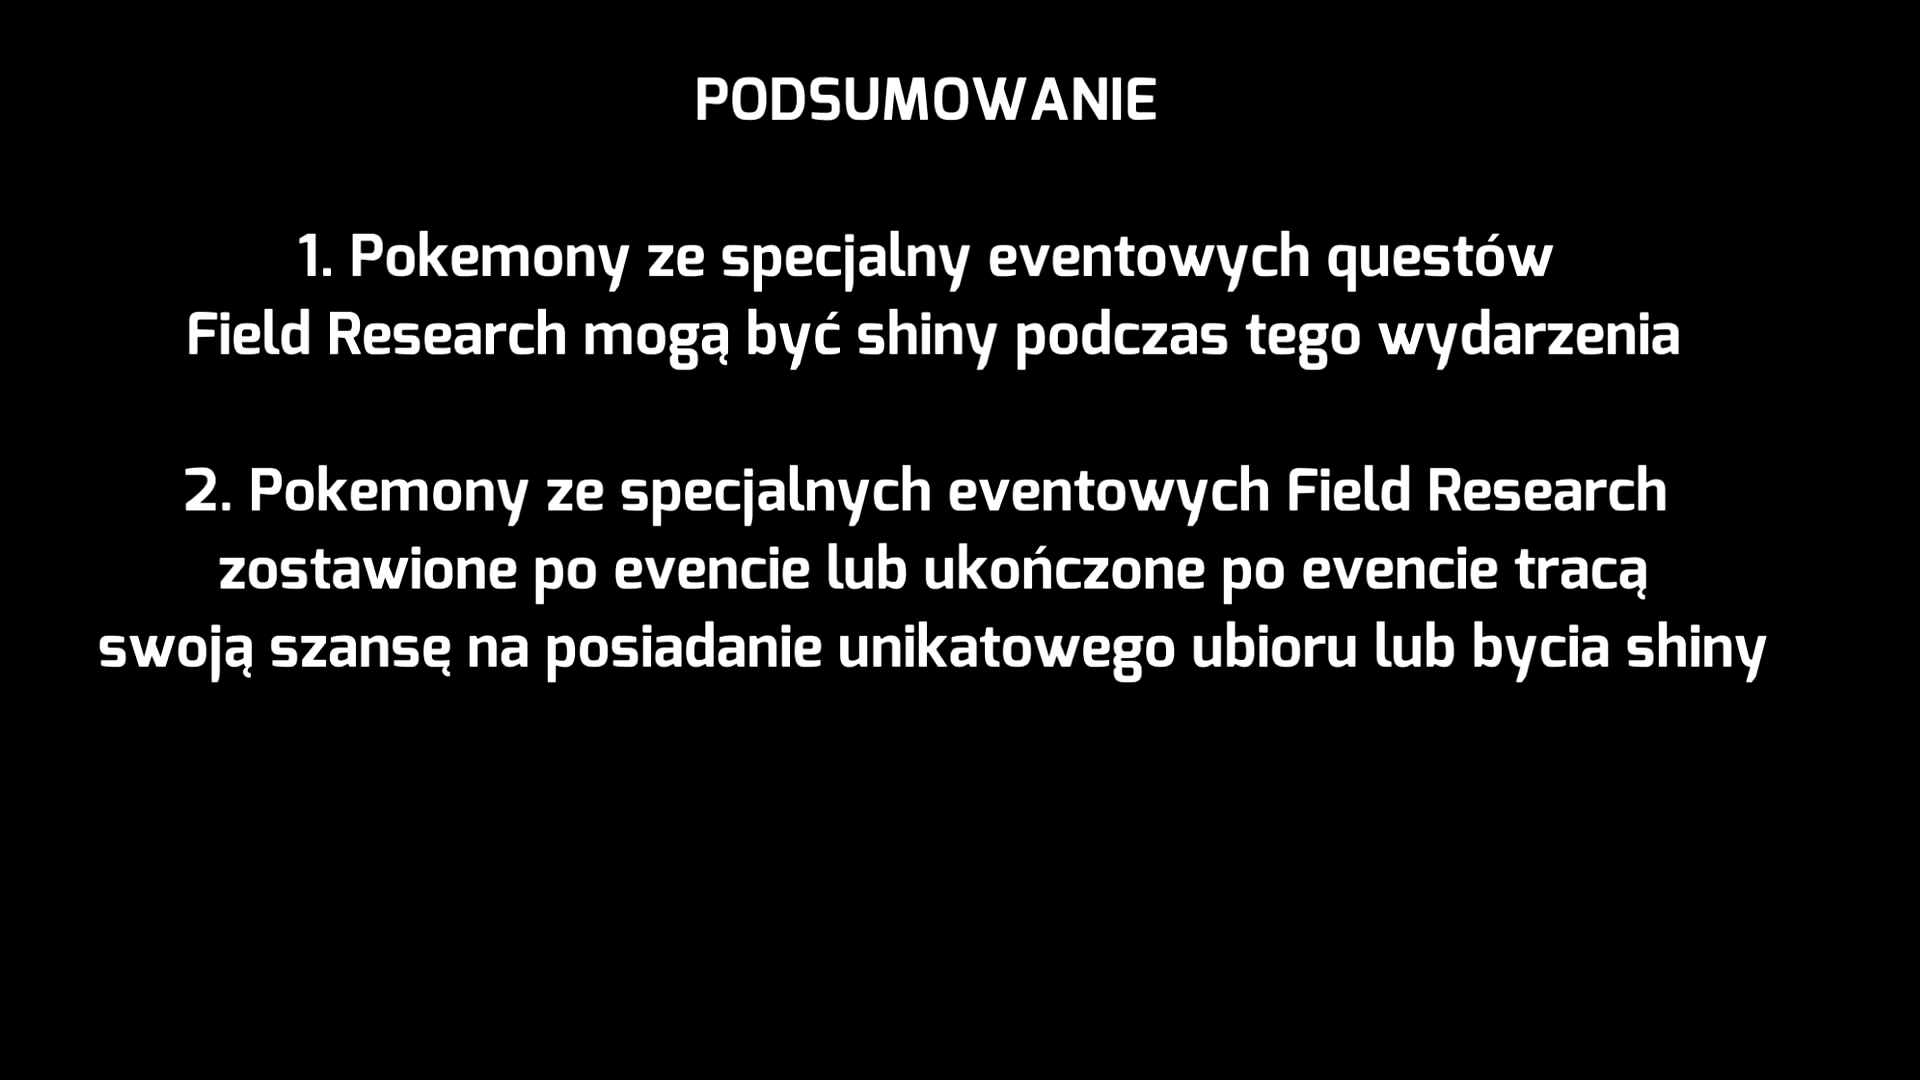 PODSUMOWANIE
1. Pokemony ze specjalny eventowych questów
Field Research mogą być shiny podczas tego wydarzenia
2. Pokemony ze specjalnych eventowych Field Research
zostawione po evencie lub ukończone po evencie tracą
swoją szansę na posiadanie unikatowego ubioru lub bycia shiny